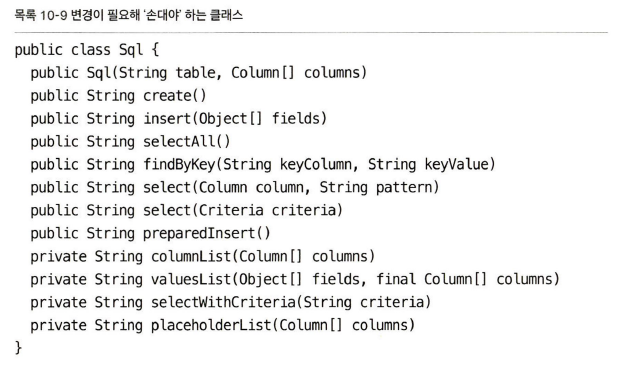 목록 10-9 변경이 필요해 '손대야' 하는 클래스
public class Sql {
  public Sql(String table, Column[] columns)
  public String create()
  public String insert(Object[] fields)
  public String selectAll()
  public String findByKey(String keyColumn, String keyValue)
  public String select(Column column, String pattern)
  public String select(Criteria criteria)
  public String preparedInsert()
  private String columnList(Column[] columns)
  private String valuesList(Object[] fields, final Column[] columns)
  private String selectWithCriteria(String criteria)
  private String placeholderList(Column[] columns)
}